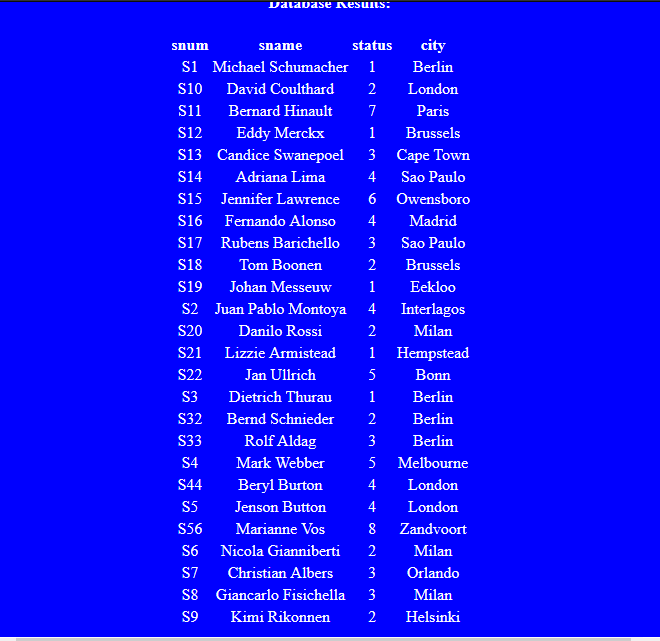 Database Results:
snum sname status city
S1 Michael Schumacher 1 Berlin
S10 David Coulthard 2 London
S11 Bernard Hinault 7 Paris
S12 Eddy Merckx 1 Brussels
S13 Candice Swanepoel 3 Cape Town
S14 Adriana Lima 4 Sao Paulo
S15 Jennifer Lawrence 6 Owensboro
S16 Fernando Alonso 4 Madrid
S17 Rubens Barichello 3 Sao Paulo
S18 Tom Boonen 2 Brussels
S19 Johan Messeuw 1 Eekloo
S2 Juan Pablo Montoya 4 Interlagos
S20 Danilo Rossi 2 Milan
S21 Lizzie Armistead 1 Hempstead
S22 Jan Ullrich 5 Bonn
S3 Dietrich Thurau 1 Berlin
S32 Bernd Schnieder 2 Berlin
S33 Rolf Aldag 3 Berlin
S4 Mark Webber 5 Melbourne
S44 Beryl Burton 4 London
S5 Jenson Button 4 London
S56 Marianne Vos 8 Zandvoort
S6 Nicola Gianniberti 2 Milan
S7 Christian Albers 3 Orlando
S8 Giancarlo Fisichella 3 Milan
S9 Kimi Rikonnen 2 Helsinki